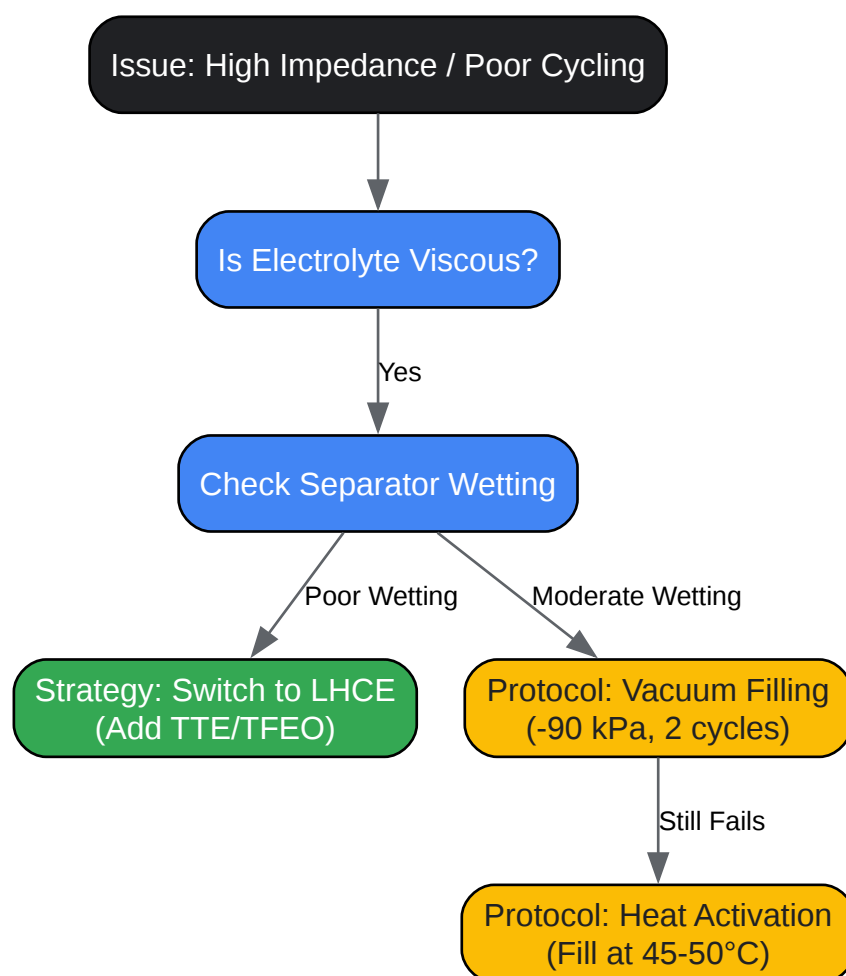 Issue: High Impedance / Poor Cycling
Is Electrolyte Viscous?
Yes
Check Separator Wetting
Poor Wetting
Moderate Wetting
Strategy: Switch to LHCE
(Add TTE/TFEO)
Protocol: Vacuum Filling
(-90 kPa, 2 cycles)
Still Fails
Protocol: Heat Activation
(Fill at 45-50°C)